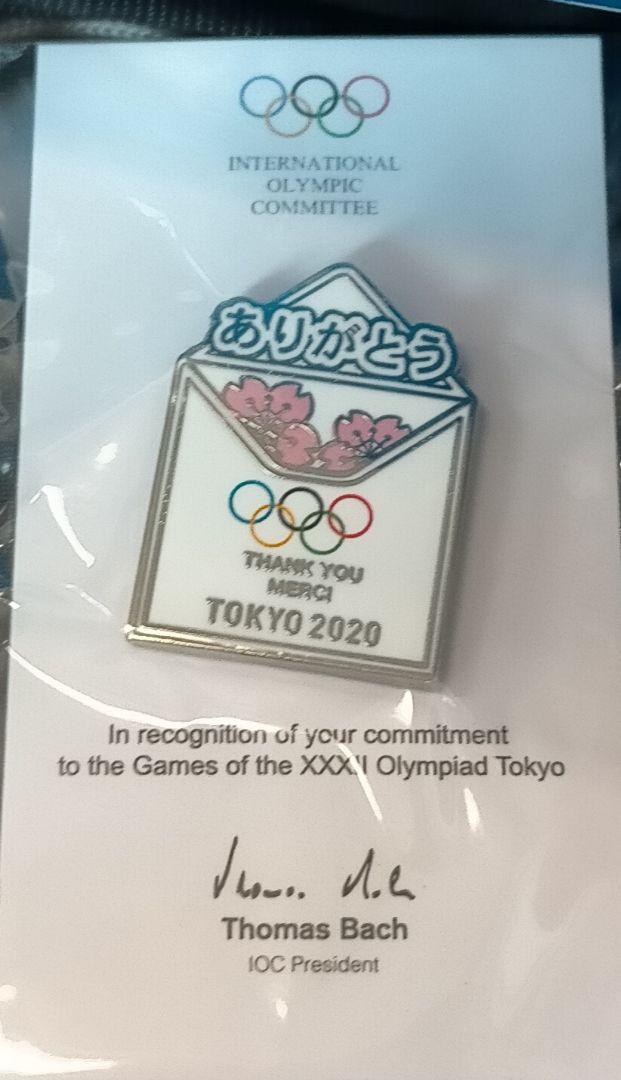 INTERNATIONAL
OLYMPIC
COMMITTEE
ありがとう
THANK YOU
MERCI
TOKYO 2020
In recognition of your commitment
to the Games of the XXXII Olympiad Tokyo
Thomas Bach
IOC President